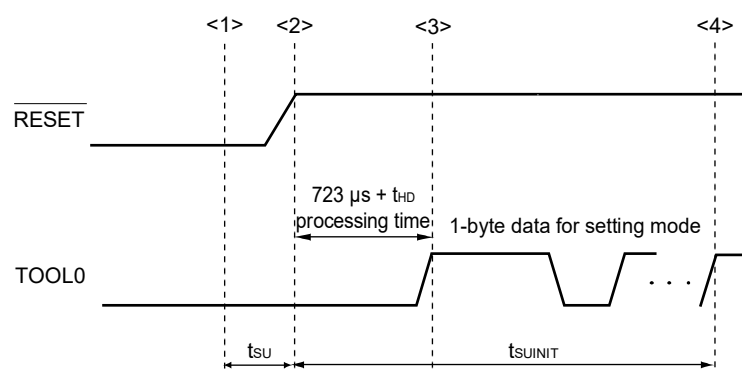 <1> <2> <3> <4>
RESET
723 μs + tHD
processing time
1-byte data for setting mode
TOOL0
. . .
tSU tSUINIT